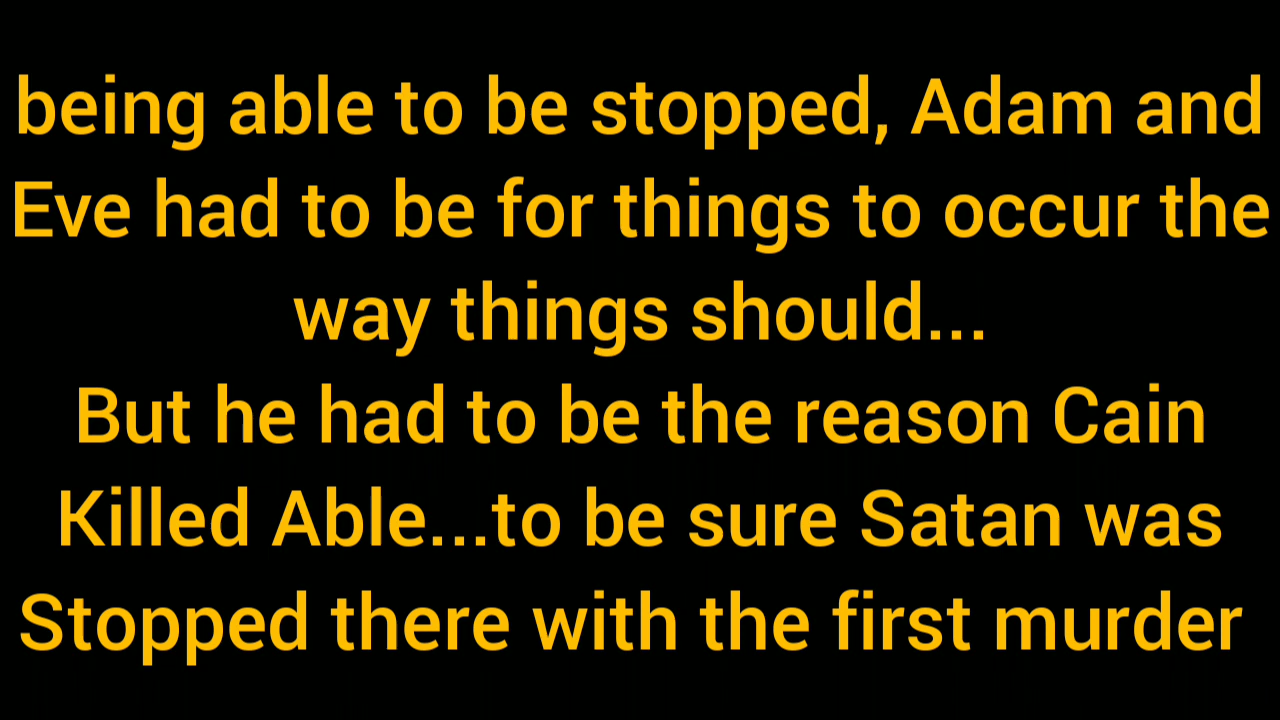 being able to be stopped, Adam and
Eve had to be for things to occur the
way things should...
But he had to be the reason Cain
Killed Able...to be sure Satan was
Stopped there with the first murder